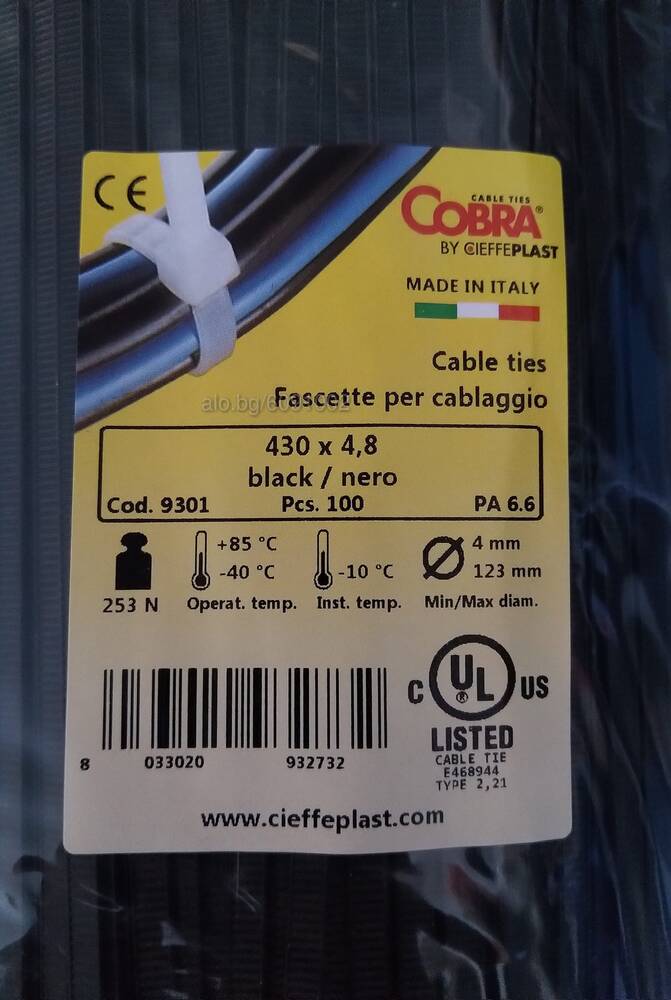 CE
CABLE TIES
COBRA®
BY CIEFFEPLAST
MADE IN ITALY
Cable ties
Fascette per cablaggio
alo.bg/
430 x 4,8
black / nero
Cod. 9301 Pcs. 100 PA 6.6
+85 °C
-40 °C
-10 °C
4 mm
123 mm
253 N Operat. temp. Inst. temp. Min/Max diam.
C UL® US
LISTED
CABLE TIE
E468944
TYPE 2,21
8 033020 932732
www.cieffeplast.com